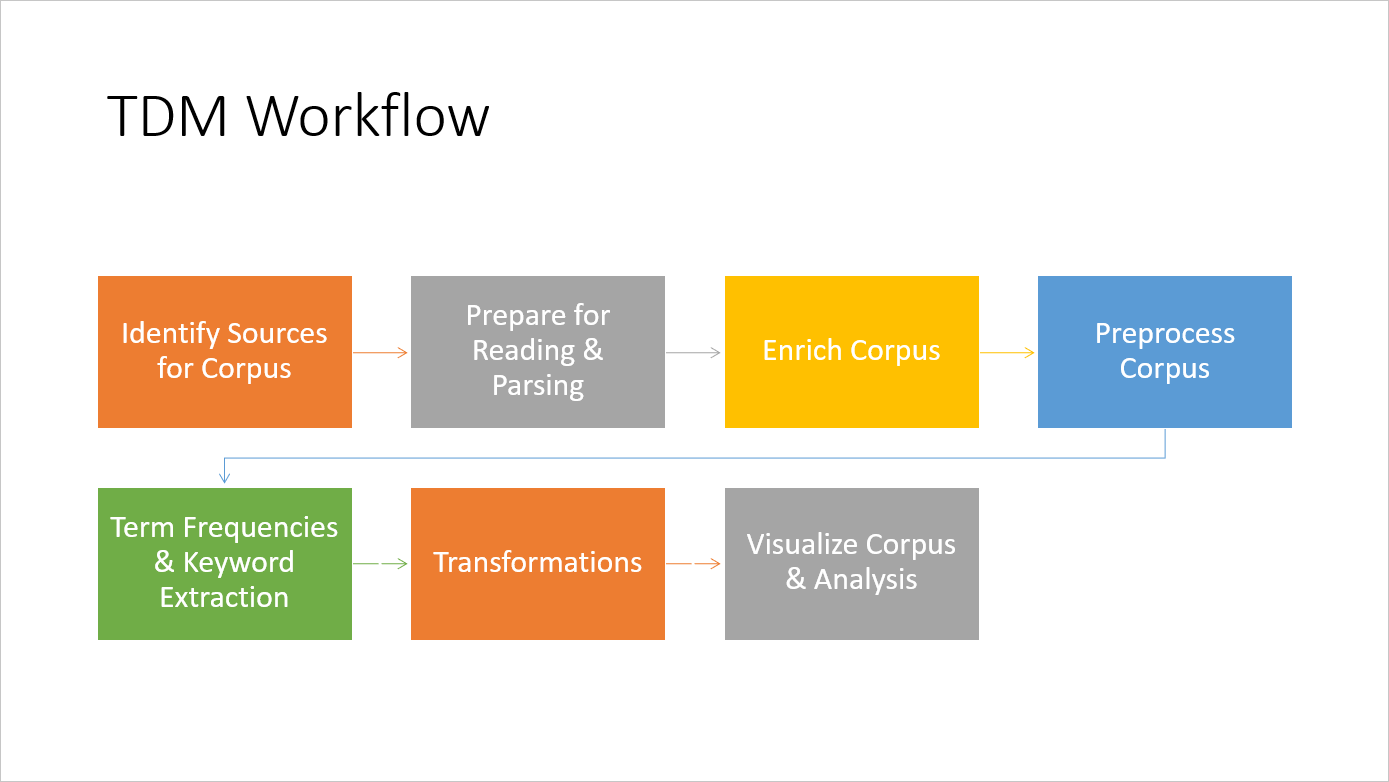 TDM Workflow
Identify Sources
for Corpus
Prepare for
Reading &
Parsing
Enrich Corpus
Preprocess
Corpus
Term Frequencies
& Keyword
Extraction
Transformations
Visualize Corpus
& Analysis